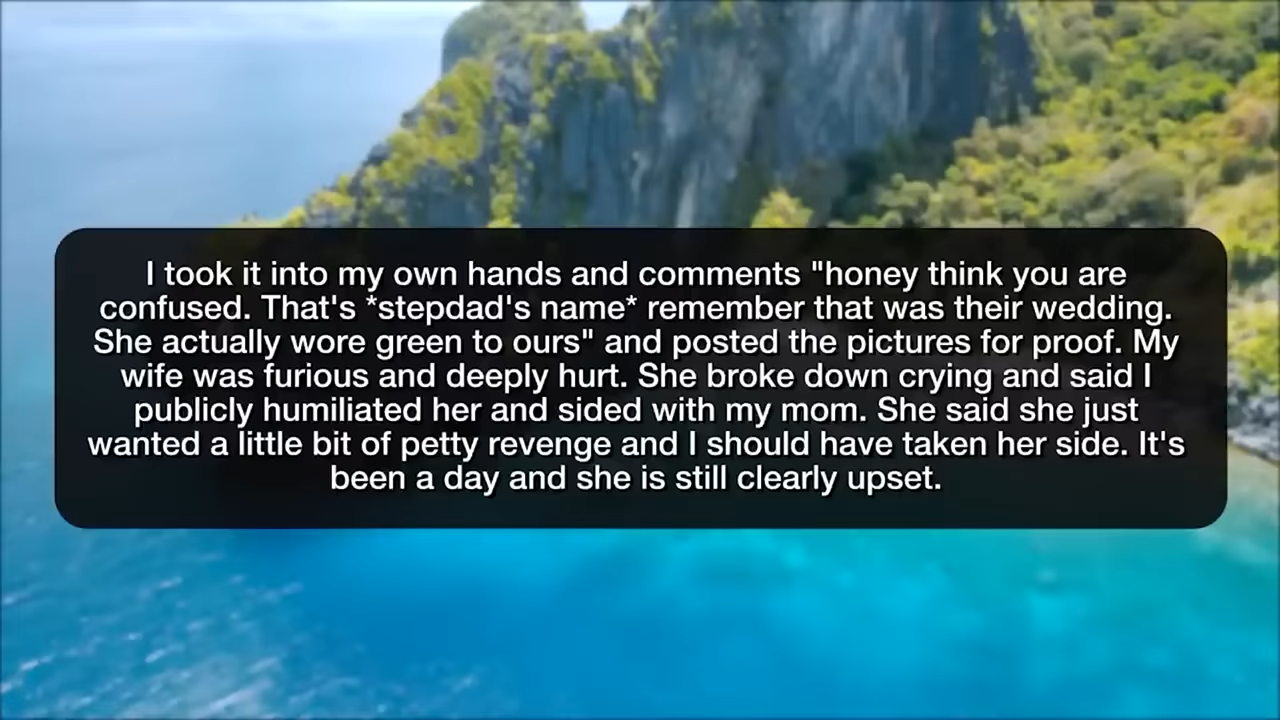 I took it into my own hands and comments "honey think you are
confused. That's *stepdad's name* remember that was their wedding.
She actually wore green to ours" and posted the pictures for proof. My
wife was furious and deeply hurt. She broke down crying and said I
publicly humiliated her and sided with my mom. She said she just
wanted a little bit of petty revenge and I should have taken her side. It's
been a day and she is still clearly upset.